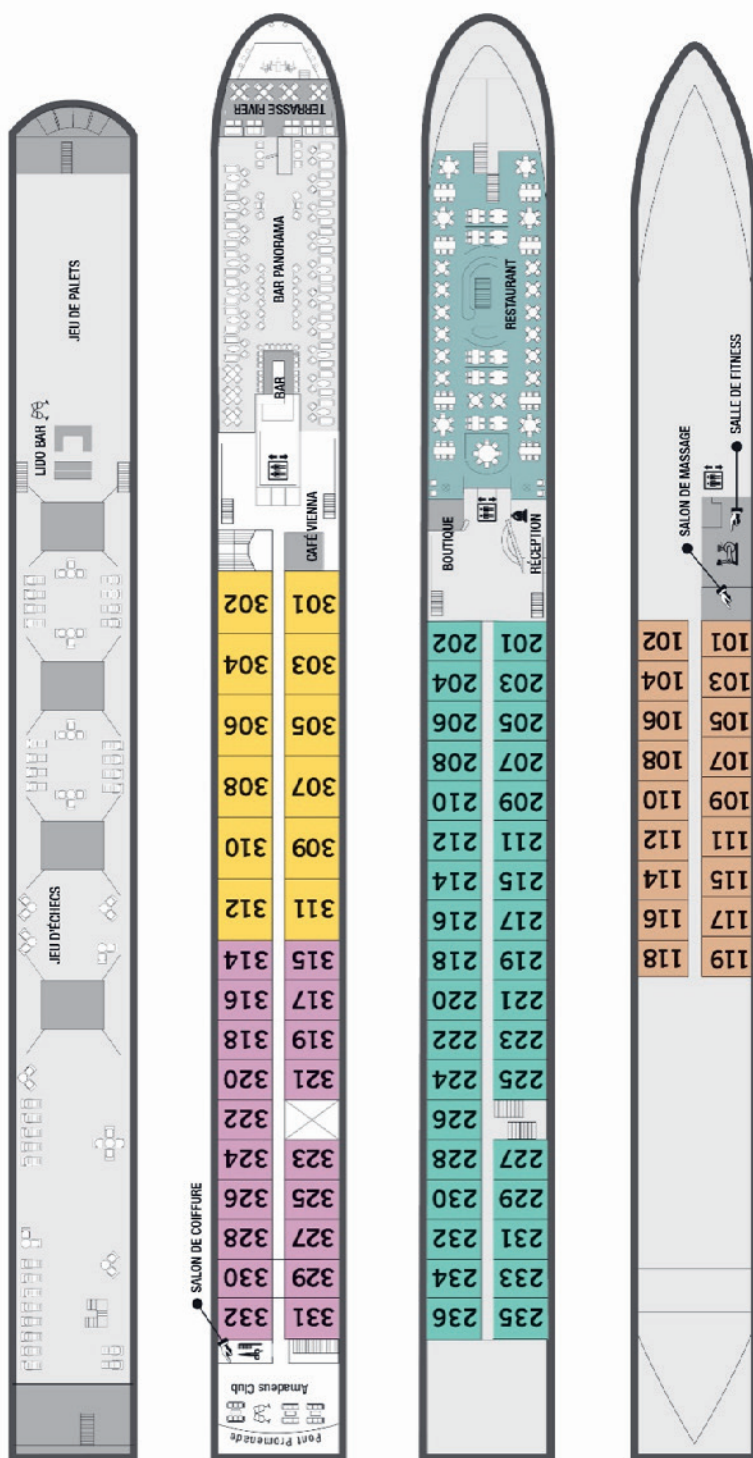 JEU DE PALETS
LIDO BAR
JEU D'ÉCHECS
TERRASSE RIVER
BAR PANORAMA
BAR
CAFÉ VIENNA
302 301
304 303
306 305
308 307
310 309
312 311
314 315
316 317
318 319
320 321
322
324 323
326 325
328 327
330 329
332 331
SALON DE COIFFURE
Amadeus Club
Pont Promenade
RESTAURANT
BOUTIQUE
RÉCEPTION
202 201
204 203
206 205
208 207
210 209
212 211
214 215
216 217
218 219
220 221
222 223
224 225
226
228 227
230 229
232 231
234 233
236 235
SALON DE MASSAGE
SALLE DE FITNESS
102 101
104 103
106 105
108 107
110 109
112 111
114 115
116 117
118 119